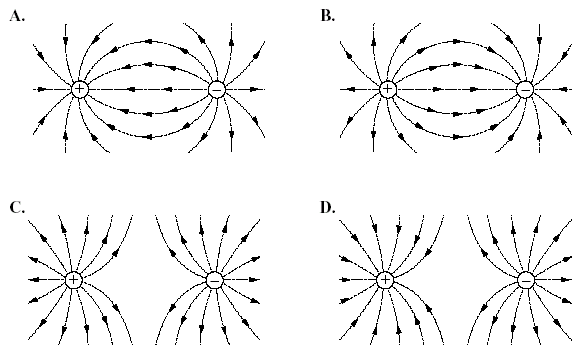 A. B.
+ − + −
C. D.
+ − + −